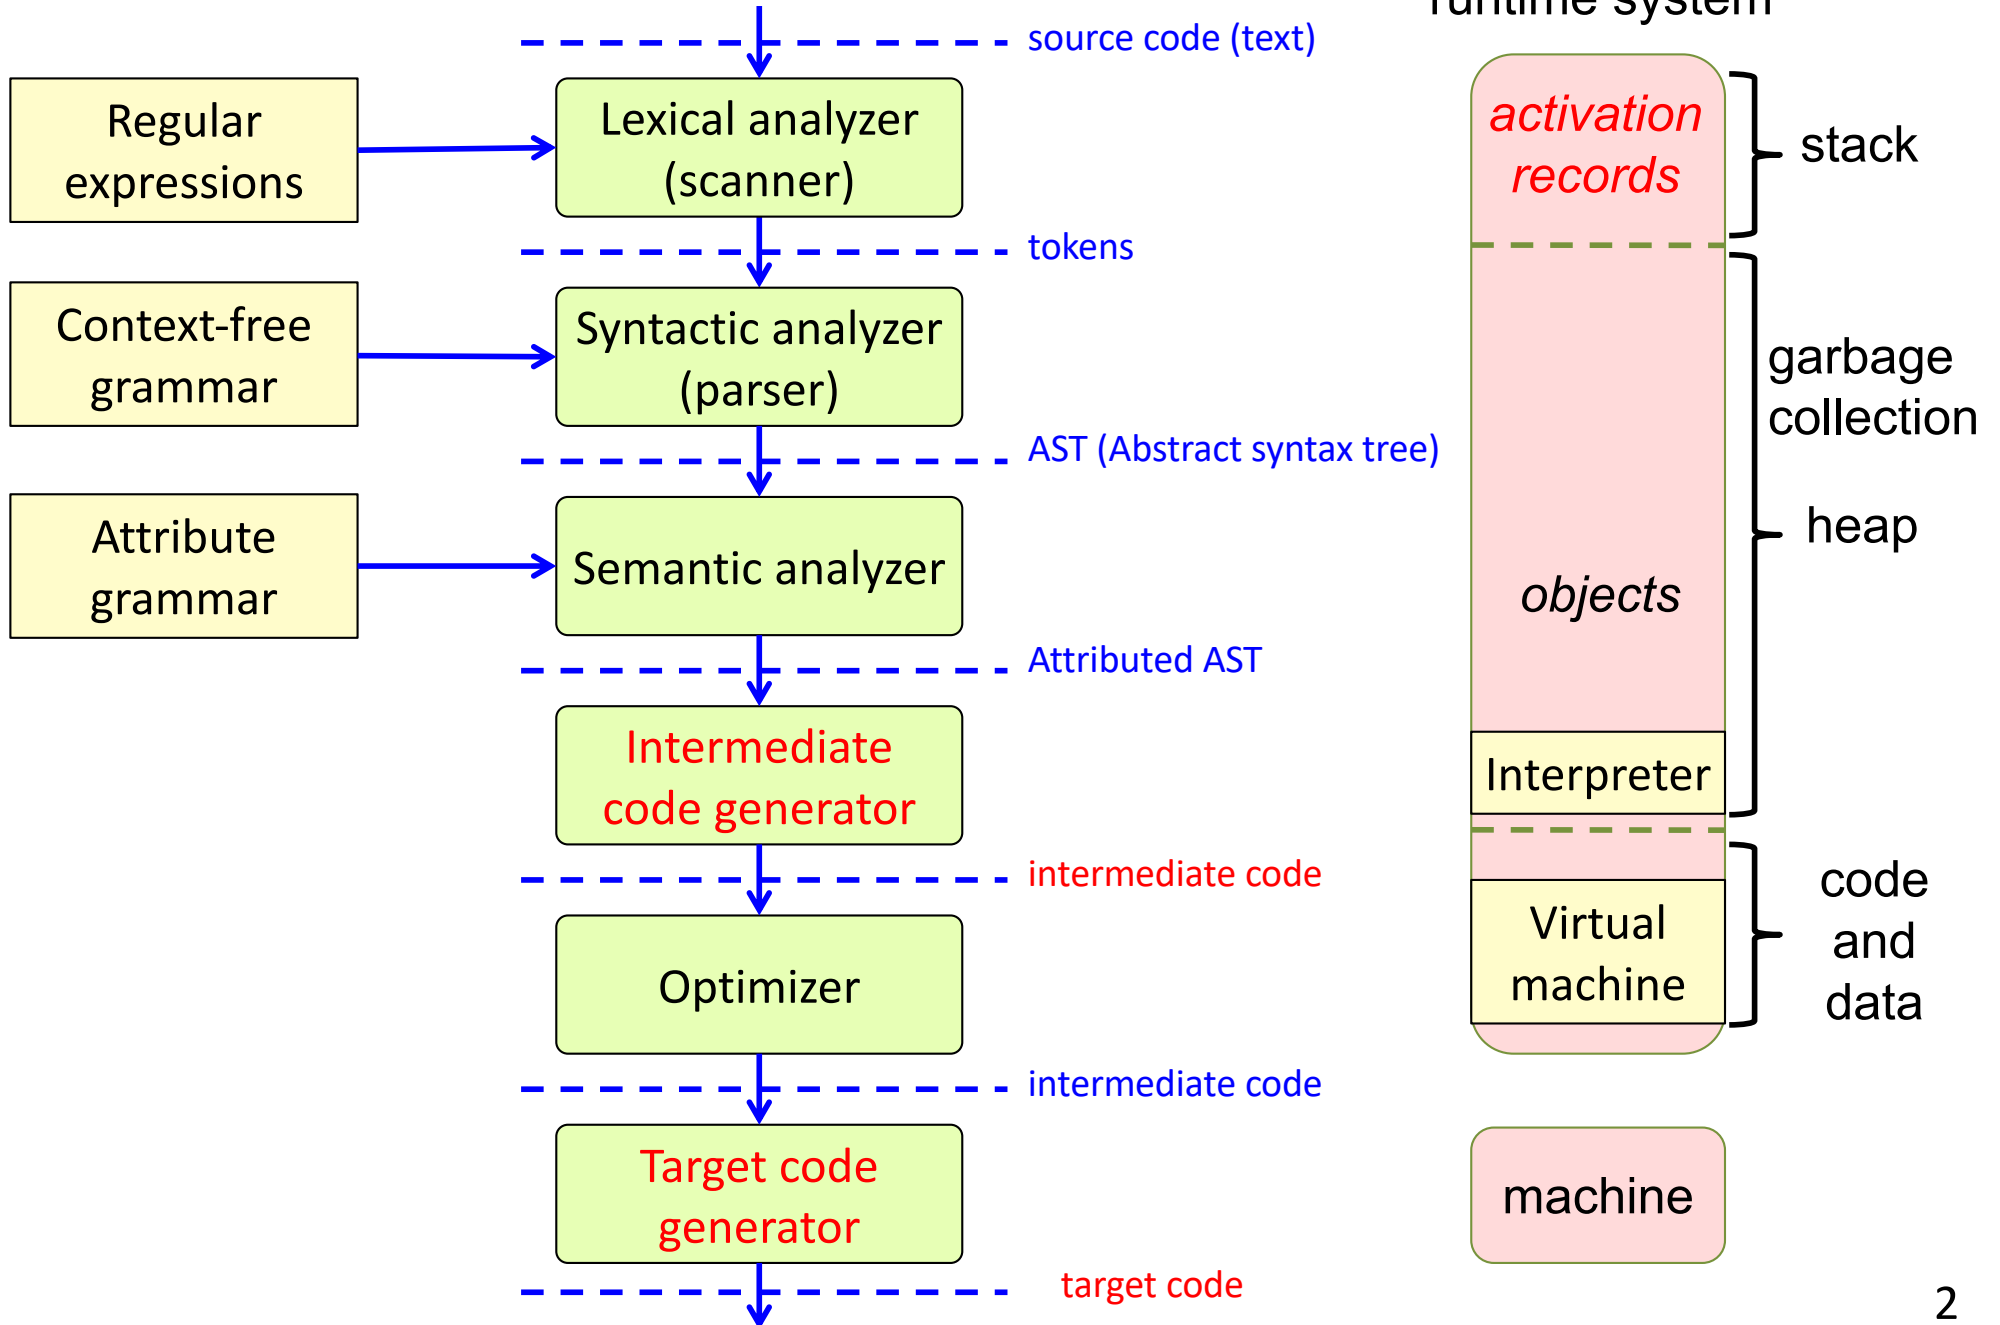 runtime system
source code (text)
Regular
expressions
Lexical analyzer
(scanner)
tokens
Context-free
grammar
Syntactic analyzer
(parser)
AST (Abstract syntax tree)
Attribute
grammar
Semantic analyzer
Attributed AST
Intermediate
code generator
intermediate code
Optimizer
intermediate code
Target code
generator
target code
activation
records
stack
garbage
collection
heap
objects
Interpreter
Virtual
machine
code
and
data
machine
2